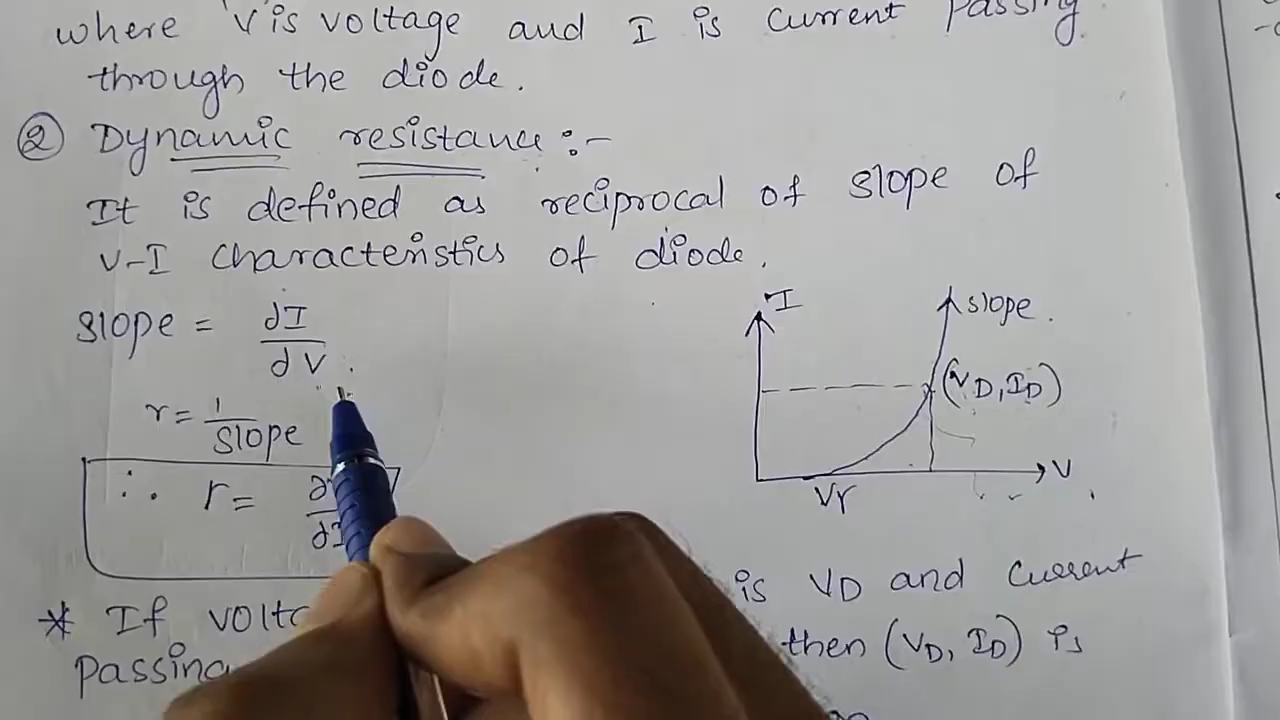 where V is voltage and I is current passing
through the diode.
② Dynamic resistance :-
It is defined as reciprocal of slope of
V-I characteristics of diode.
slope = dI
dV
r = 1
slope
∴ r = ∂
∂I
I
slope.
(VD, ID)
V
Vr
* If
is VD and current
passing
then (VD, ID) is